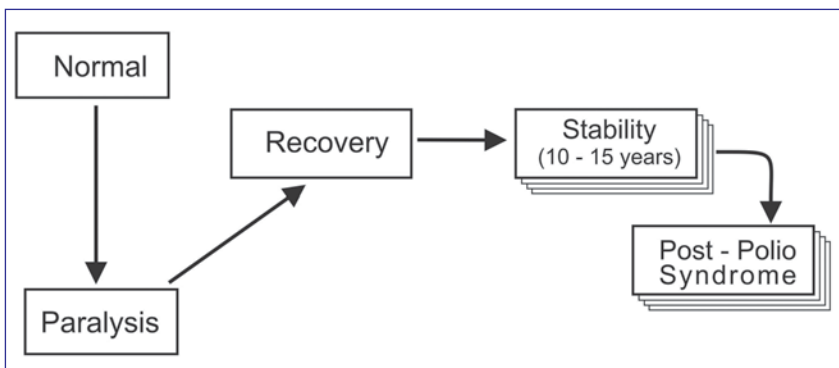 Normal
Paralysis
Recovery
Stability
(10 - 15 years)
Post - Polio
Syndrome